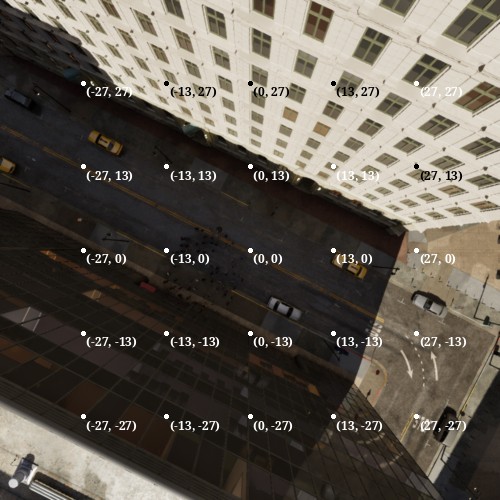 (-27, 27) (-13, 27) (0, 27) (13, 27) (27, 27)
(-27, 13) (-13, 13) (0, 13) (13, 13) (27, 13)
(-27, 0) (-13, 0) (0, 0) (13, 0) (27, 0)
(-27, -13) (-13, -13) (0, -13) (13, -13) (27, -13)
(-27, -27) (-13, -27) (0, -27) (13, -27) (27, -27)